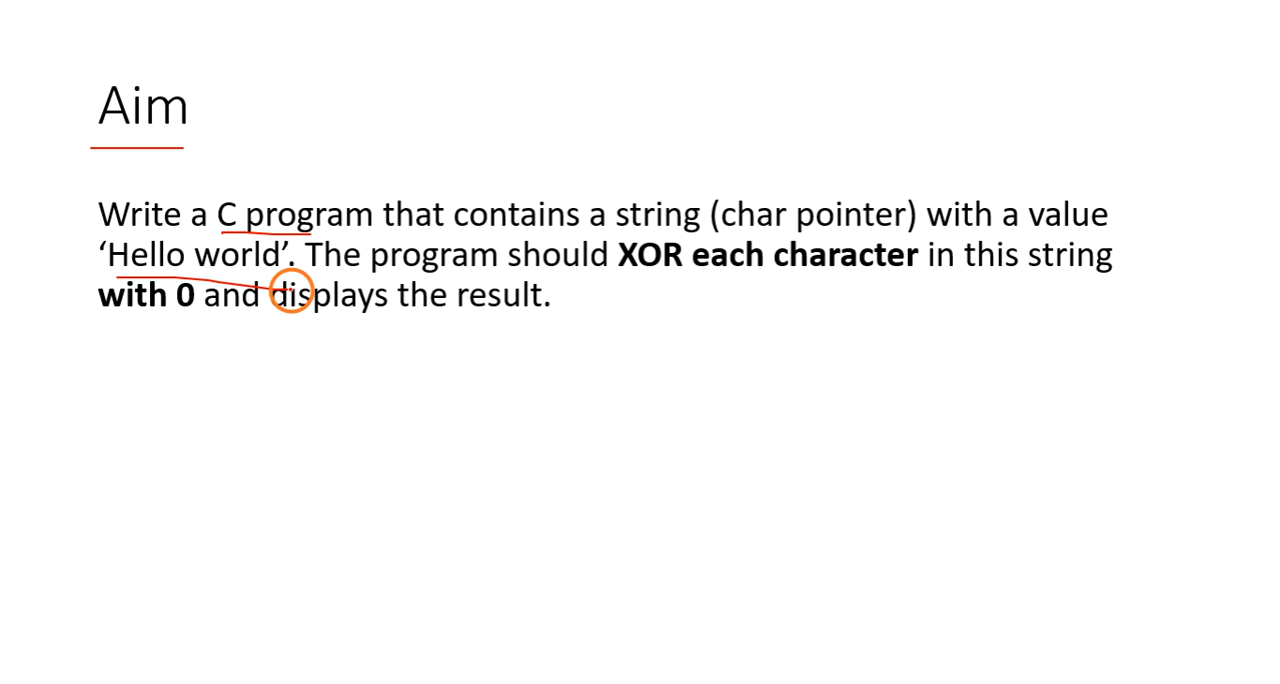 Aim
Write a C program that contains a string (char pointer) with a value
‘Hello world’. The program should XOR each character in this string
with 0 and displays the result.